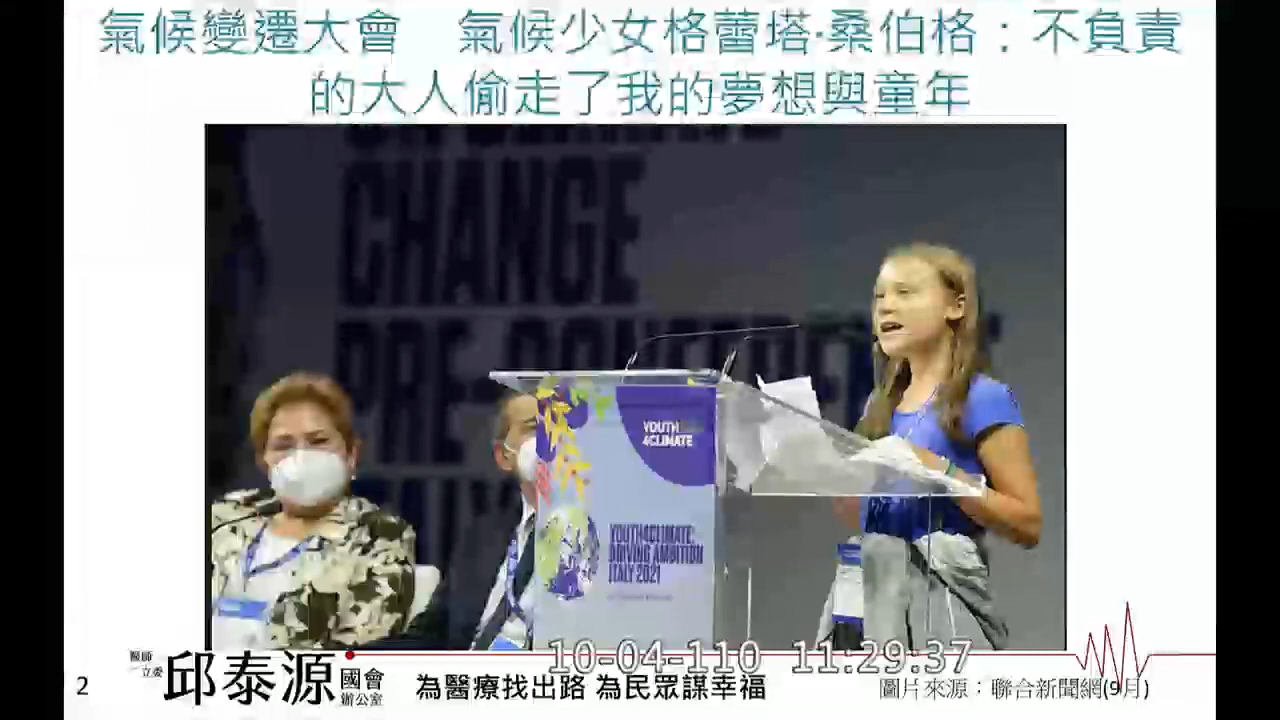 氣候變遷大會　氣候少女格蕾塔‧桑伯格：不負責
的大人偷走了我的夢想與童年
CHANGE
YOUTH
4CLIMATE
YOUTH4CLIMATE:
DRIVING AMBITION
ITALY 2021
10-04-110 11:29:37
2
醫師
立委
邱泰源
國會
辦公室
為醫療找出路 為民眾謀幸福
圖片來源：聯合新聞網(9月)